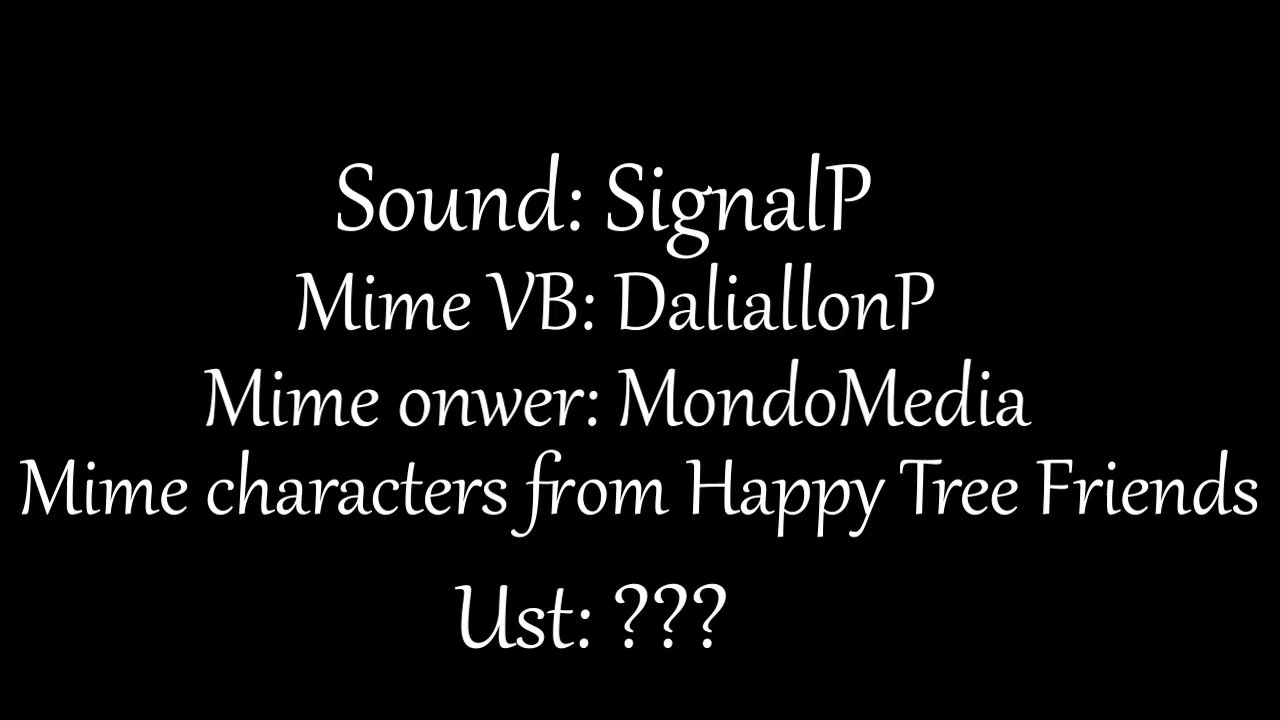 Sound: SignalP
Mime VB: DaliallonP
Mime onwer: MondoMedia
Mime characters from Happy Tree Friends
Ust: ???